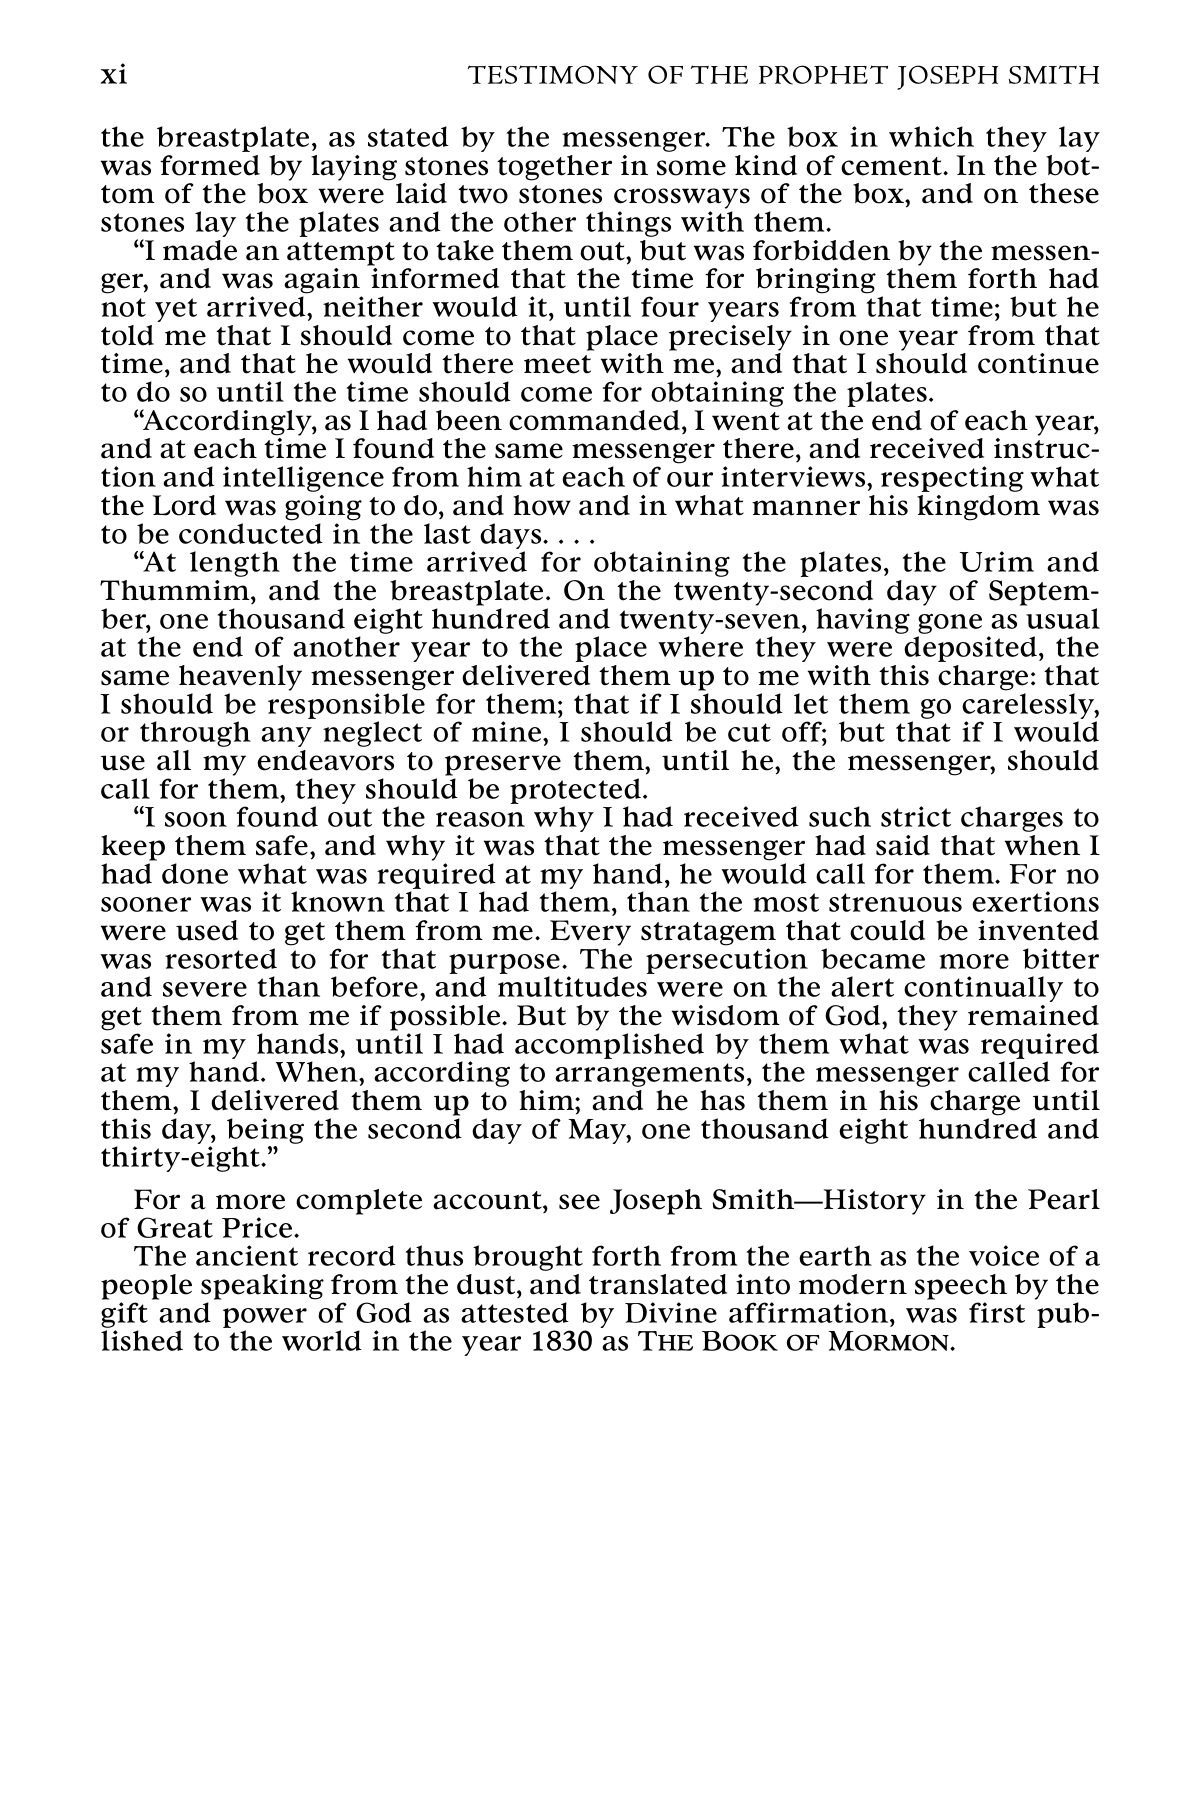 xi TESTIMONY OF THE PROPHET JOSEPH SMITH
the breastplate, as stated by the messenger. The box in which they lay
was formed by laying stones together in some kind of cement. In the bot-
tom of the box were laid two stones crossways of the box, and on these
stones lay the plates and the other things with them.
“I made an attempt to take them out, but was forbidden by the messen-
ger, and was again informed that the time for bringing them forth had
not yet arrived, neither would it, until four years from that time; but he
told me that I should come to that place precisely in one year from that
time, and that he would there meet with me, and that I should continue
to do so until the time should come for obtaining the plates.
“Accordingly, as I had been commanded, I went at the end of each year,
and at each time I found the same messenger there, and received instruc-
tion and intelligence from him at each of our interviews, respecting what
the Lord was going to do, and how and in what manner his kingdom was
to be conducted in the last days. . . .
“At length the time arrived for obtaining the plates, the Urim and
Thummim, and the breastplate. On the twenty-second day of Septem-
ber, one thousand eight hundred and twenty-seven, having gone as usual
at the end of another year to the place where they were deposited, the
same heavenly messenger delivered them up to me with this charge: that
I should be responsible for them; that if I should let them go carelessly,
or through any neglect of mine, I should be cut off; but that if I would
use all my endeavors to preserve them, until he, the messenger, should
call for them, they should be protected.
“I soon found out the reason why I had received such strict charges to
keep them safe, and why it was that the messenger had said that when I
had done what was required at my hand, he would call for them. For no
sooner was it known that I had them, than the most strenuous exertions
were used to get them from me. Every stratagem that could be invented
was resorted to for that purpose. The persecution became more bitter
and severe than before, and multitudes were on the alert continually to
get them from me if possible. But by the wisdom of God, they remained
safe in my hands, until I had accomplished by them what was required
at my hand. When, according to arrangements, the messenger called for
them, I delivered them up to him; and he has them in his charge until
this day, being the second day of May, one thousand eight hundred and
thirty-eight.”
For a more complete account, see Joseph Smith—History in the Pearl
of Great Price.
The ancient record thus brought forth from the earth as the voice of a
people speaking from the dust, and translated into modern speech by the
gift and power of God as attested by Divine affirmation, was first pub-
lished to the world in the year 1830 as THE BOOK OF MORMON.